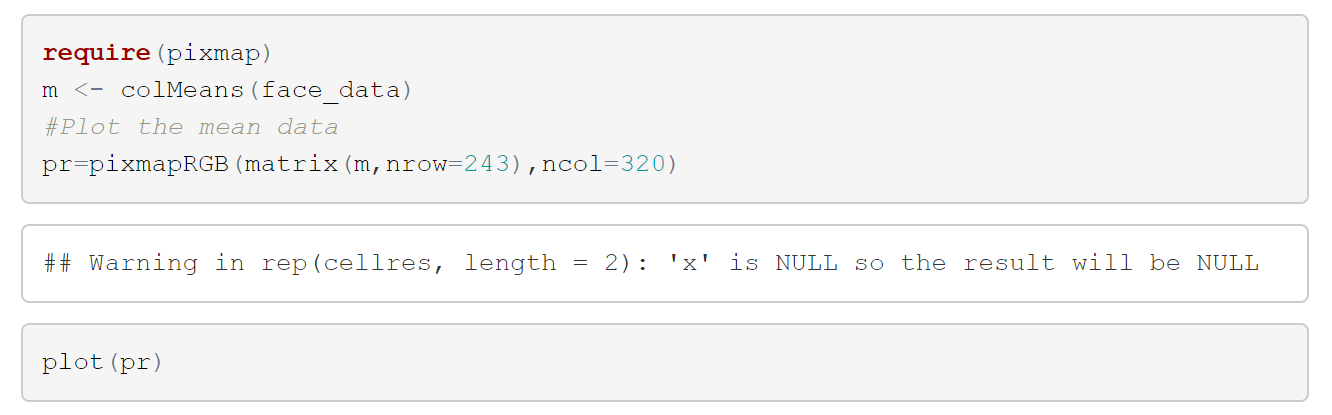 require(pixmap)
m <- colMeans(face_data)
#Plot the mean data
pr=pixmapRGB(matrix(m,nrow=243),ncol=320)
## Warning in rep(cellres, length = 2): 'x' is NULL so the result will be NULL
plot(pr)